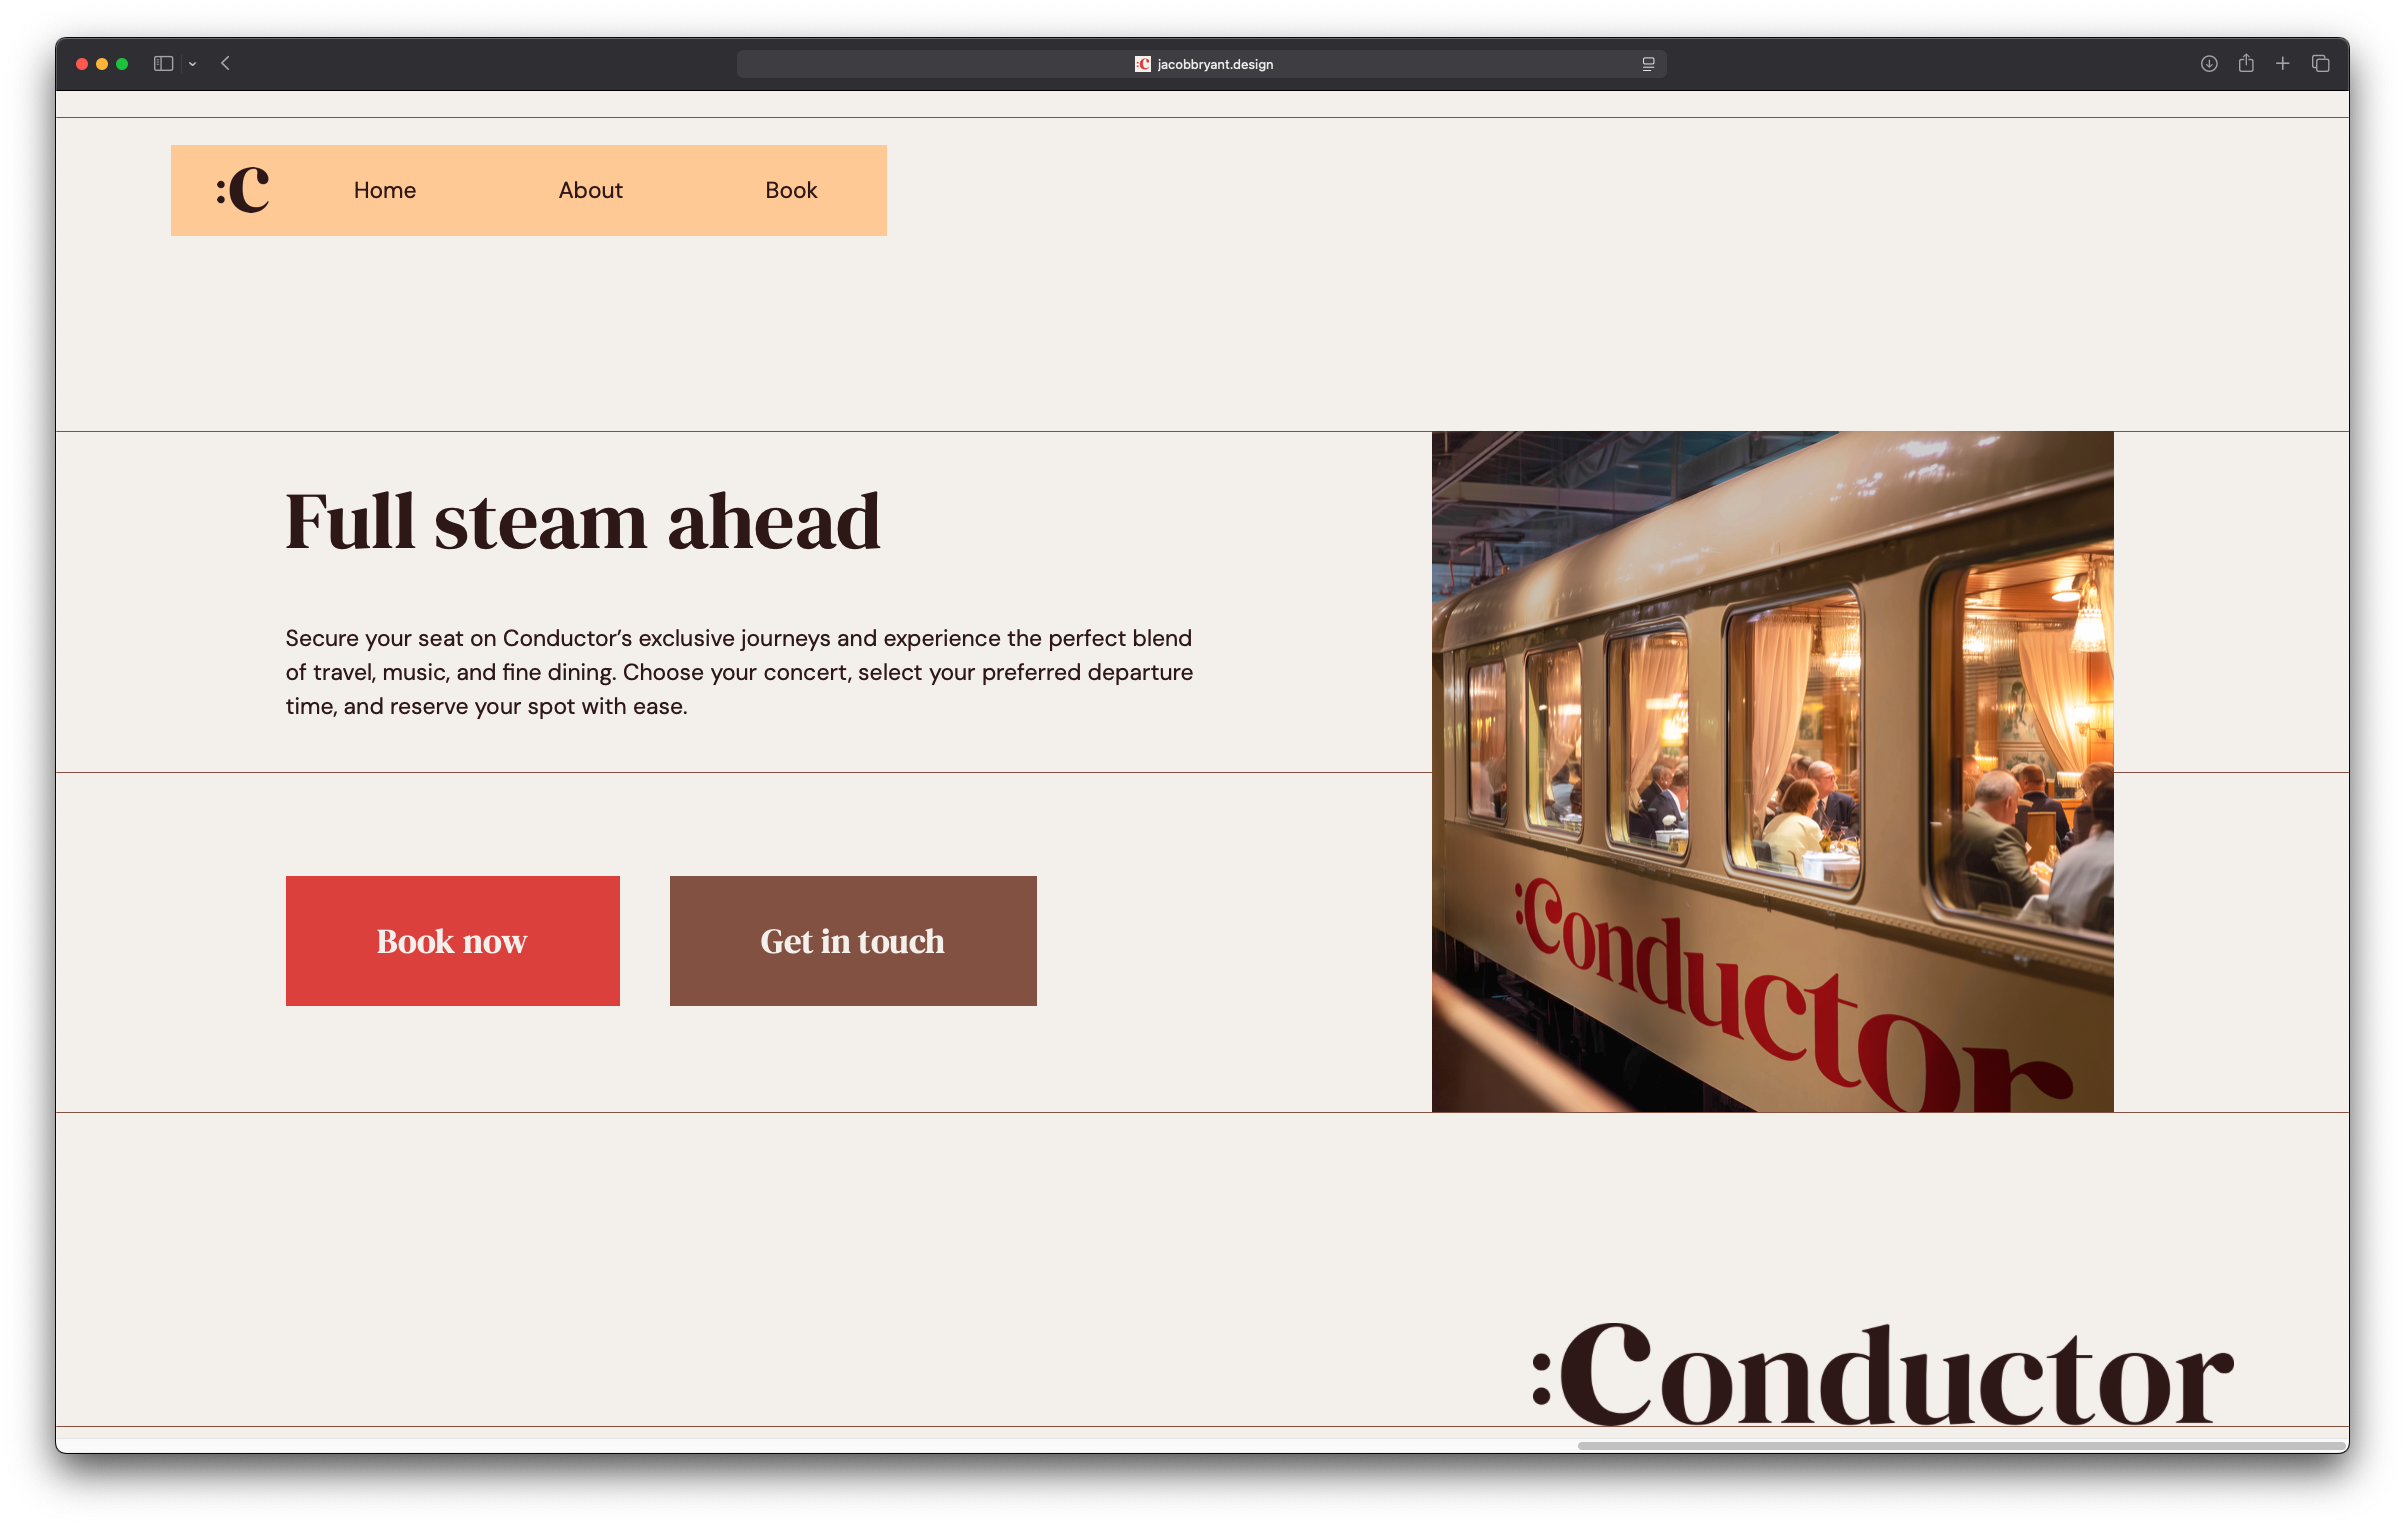 jacobbryant.design
:C Home About Book
Full steam ahead
Secure your seat on Conductor’s exclusive journeys and experience the perfect blend
of travel, music, and fine dining. Choose your concert, select your preferred departure
time, and reserve your spot with ease.
Book now
Get in touch
:Conductor
:Conductor